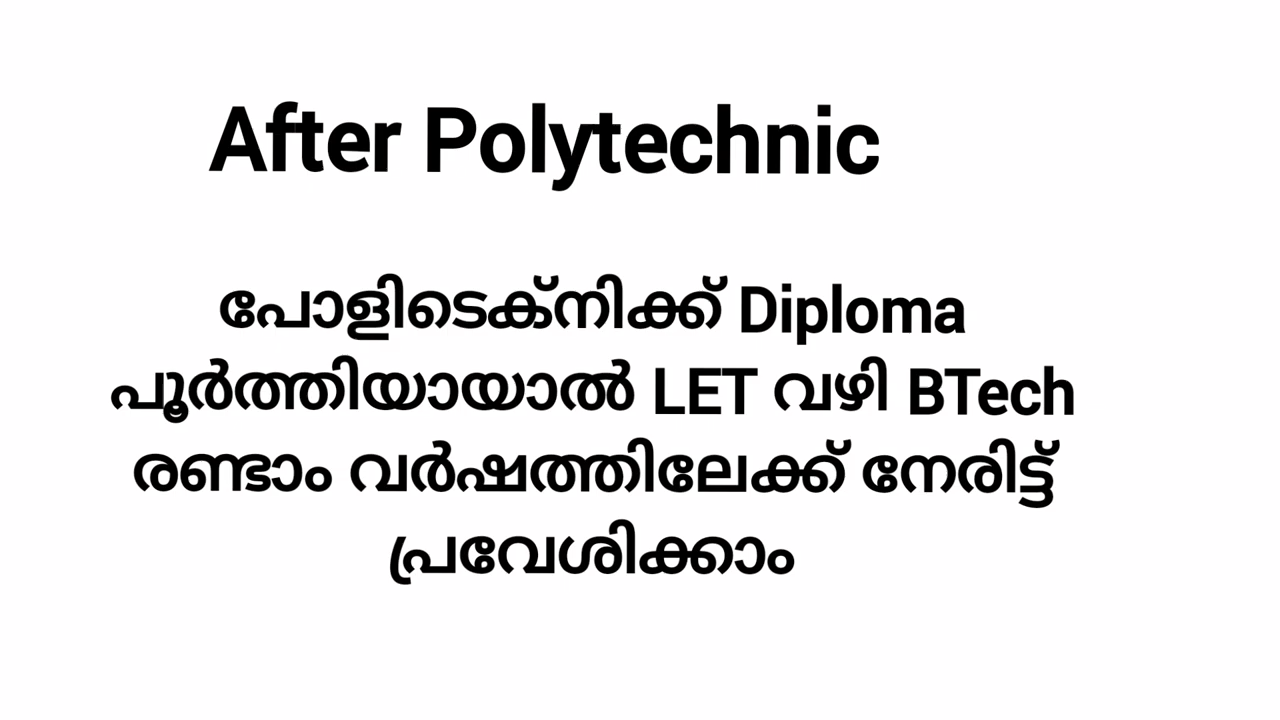 After Polytechnic
പോളിടെക്നിക്ക് Diploma
പൂർത്തിയായാൽ LET വഴി BTech
രണ്ടാം വർഷത്തിലേക്ക് നേരിട്ട്
പ്രവേശിക്കാം